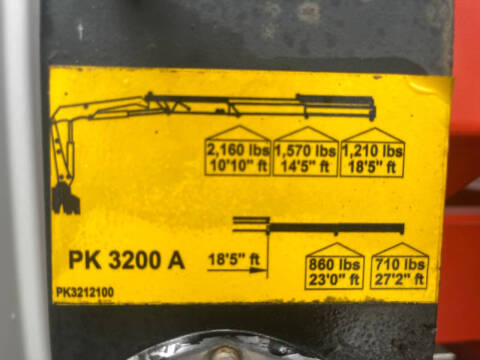 2,160 lbs 1,570 lbs 1,210 lbs
10'10" ft 14'5" ft 18'5" ft
PK 3200 A 18'5" ft 860 lbs 710 lbs
23'0" ft 27'2" ft
PK3212100